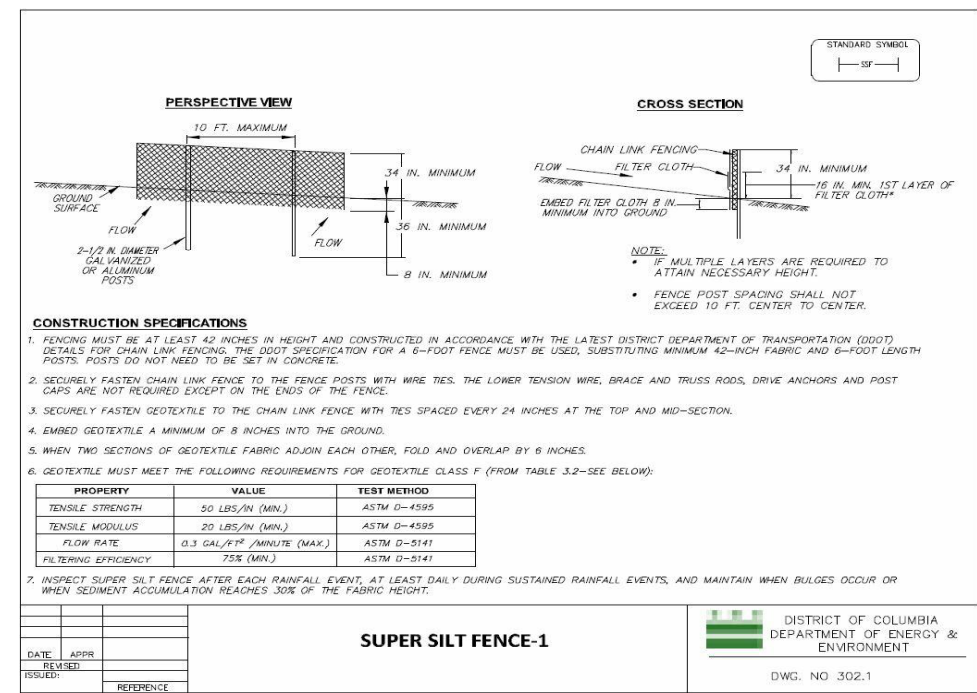 STANDARD SYMBOL
SSF
PERSPECTIVE VIEW
10 FT. MAXIMUM
34 IN. MINIMUM
GROUND
SURFACE
FLOW
FLOW
36 IN. MINIMUM
2-1/2 IN. DIAMETER
GALVANIZED
OR ALUMINUM
POSTS
8 IN. MINIMUM
CROSS SECTION
CHAIN LINK FENCING
FLOW
FILTER CLOTH
34 IN. MINIMUM
16 IN. MIN. 1ST LAYER OF
FILTER CLOTH*
EMBED FILTER CLOTH 8 IN.
MINIMUM INTO GROUND
NOTE:
• IF MULTIPLE LAYERS ARE REQUIRED TO
ATTAIN NECESSARY HEIGHT.
• FENCE POST SPACING SHALL NOT
EXCEED 10 FT. CENTER TO CENTER.
CONSTRUCTION SPECIFICATIONS
1. FENCING MUST BE AT LEAST 42 INCHES IN HEIGHT AND CONSTRUCTED IN ACCORDANCE WITH THE LATEST DISTRICT DEPARTMENT OF TRANSPORTATION (DDOT)
DETAILS FOR CHAIN LINK FENCING. THE DDOT SPECIFICATION FOR A 6-FOOT FENCE MUST BE USED, SUBSTITUTING MINIMUM 42-INCH FABRIC AND 6-FOOT LENGTH
POSTS. POSTS DO NOT NEED TO BE SET IN CONCRETE.
2. SECURELY FASTEN CHAIN LINK FENCE TO THE FENCE POSTS WITH WIRE TIES. THE LOWER TENSION WIRE, BRACE AND TRUSS RODS, DRIVE ANCHORS AND POST
CAPS ARE NOT REQUIRED EXCEPT ON THE ENDS OF THE FENCE.
3. SECURELY FASTEN GEOTEXTILE TO THE CHAIN LINK FENCE WITH TIES SPACED EVERY 24 INCHES AT THE TOP AND MID-SECTION.
4. EMBED GEOTEXTILE A MINIMUM OF 8 INCHES INTO THE GROUND.
5. WHEN TWO SECTIONS OF GEOTEXTILE FABRIC ADJOIN EACH OTHER, FOLD AND OVERLAP BY 6 INCHES.
6. GEOTEXTILE MUST MEET THE FOLLOWING REQUIREMENTS FOR GEOTEXTILE CLASS F (FROM TABLE 3.2-SEE BELOW):
PROPERTY VALUE TEST METHOD
TENSILE STRENGTH 50 LBS/IN (MIN.) ASTM D-4595
TENSILE MODULUS 20 LBS/IN (MIN.) ASTM D-4595
FLOW RATE 0.3 GAL/FT² /MINUTE (MAX.) ASTM D-5141
FILTERING EFFICIENCY 75% (MIN.) ASTM D-5141
7. INSPECT SUPER SILT FENCE AFTER EACH RAINFALL EVENT, AT LEAST DAILY DURING SUSTAINED RAINFALL EVENTS, AND MAINTAIN WHEN BULGES OCCUR OR
WHEN SEDIMENT ACCUMULATION REACHES 30% OF THE FABRIC HEIGHT.
DATE APPR
REVISED
ISSUED:
REFERENCE
SUPER SILT FENCE-1
DISTRICT OF COLUMBIA
DEPARTMENT OF ENERGY &
ENVIRONMENT
DWG. NO 302.1